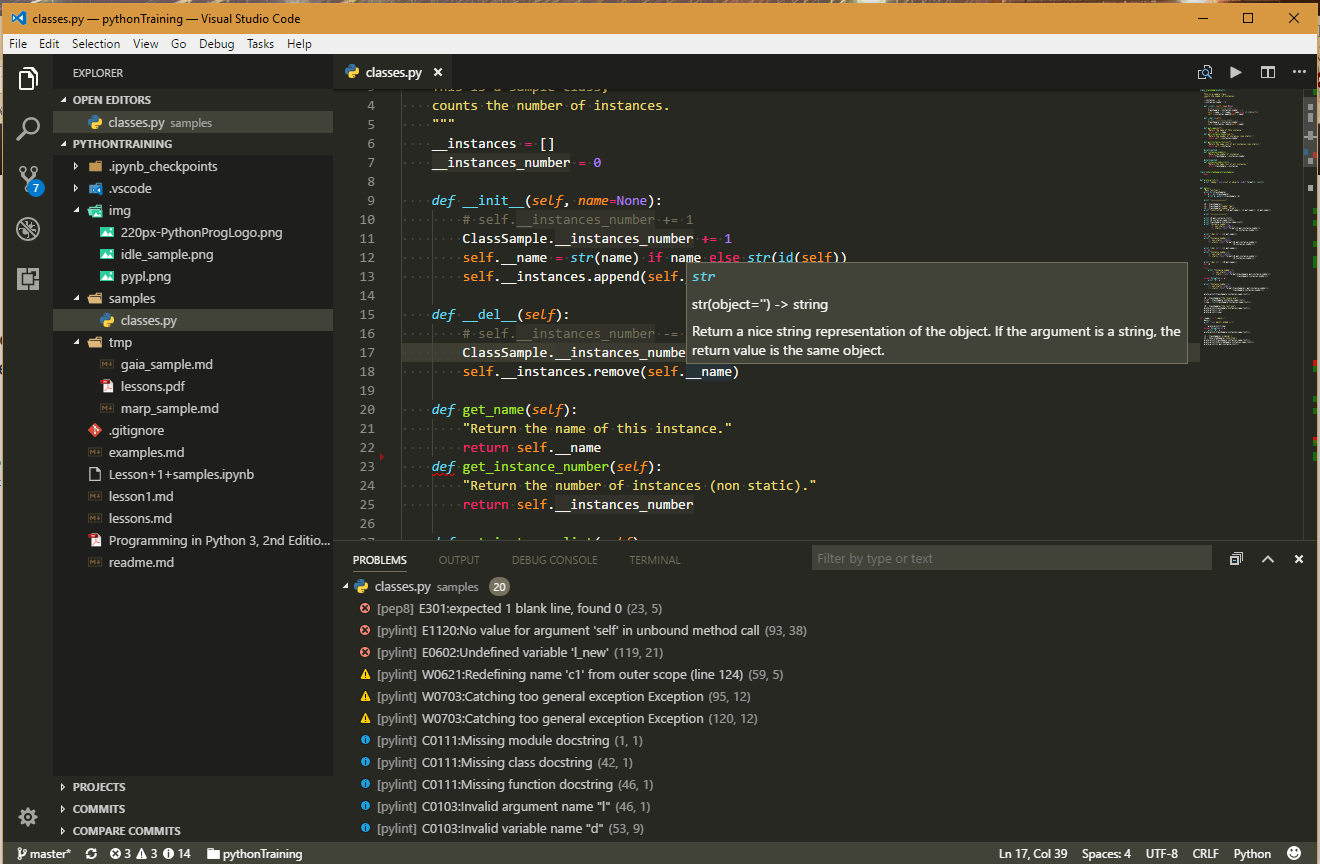 classes.py — pythonTraining — Visual Studio Code
File Edit Selection View Go Debug Tasks Help
EXPLORER
OPEN EDITORS
classes.py samples
PYTHONTRAINING
.ipynb_checkpoints
.vscode
img
220px-PythonProgLogo.png
idle_sample.png
pypl.png
samples
classes.py
tmp
gaia_sample.md
lessons.pdf
marp_sample.md
.gitignore
examples.md
Lesson+1+samples.ipynb
lesson1.md
lessons.md
Programming in Python 3, 2nd Editio...
readme.md
PROJECTS
COMMITS
COMPARE COMMITS
7
classes.py
3 This is a sample class,
4 counts the number of instances.
5 """
6 __instances = []
7 __instances_number = 0
8
9 def __init__(self, name=None):
10 # self.__instances_number += 1
11 ClassSample.__instances_number += 1
12 self.__name = str(name) if name else str(id(self))
13 self.__instances.append(self.
14
15 def __del__(self):
16 # self.__instances_number -=
17 ClassSample.__instances_numbe
18 self.__instances.remove(self.__name)
19
20 def get_name(self):
21 "Return the name of this instance."
22 return self.__name
23 def get_instance_number(self):
24 "Return the number of instances (non static)."
25 return self.__instances_number
26
str
str(object='') -> string
Return a nice string representation of the object. If the argument is a string, the
return value is the same object.
PROBLEMS OUTPUT DEBUG CONSOLE TERMINAL Filter by type or text
classes.py samples 20
[pep8] E301:expected 1 blank line, found 0 (23, 5)
[pylint] E1120:No value for argument 'self' in unbound method call (93, 38)
[pylint] E0602:Undefined variable 'l_new' (119, 21)
[pylint] W0621:Redefining name 'c1' from outer scope (line 124) (59, 5)
[pylint] W0703:Catching too general exception Exception (95, 12)
[pylint] W0703:Catching too general exception Exception (120, 12)
[pylint] C0111:Missing module docstring (1, 1)
[pylint] C0111:Missing class docstring (42, 1)
[pylint] C0111:Missing function docstring (46, 1)
[pylint] C0103:Invalid argument name "l" (46, 1)
[pylint] C0103:Invalid variable name "d" (53, 9)
master* 3 3 14 pythonTraining Ln 17, Col 39 Spaces: 4 UTF-8 CRLF Python